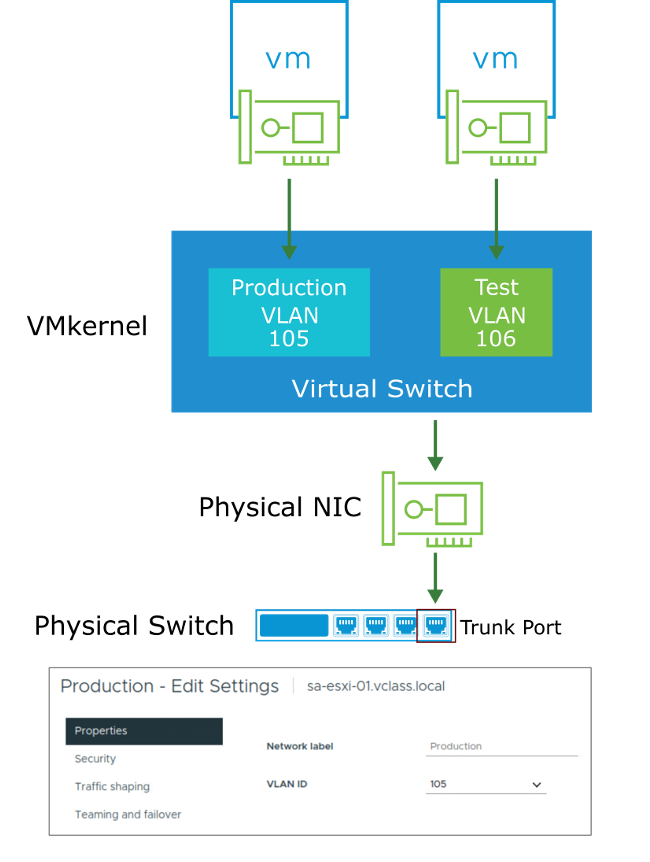 vm
vm
Production
VLAN
105
Test
VLAN
106
VMkernel
Virtual Switch
Physical NIC
Physical Switch
Trunk Port
Production - Edit Settings
sa-esxi-01.vclass.local
Properties
Security
Traffic shaping
Teaming and failover
Network label
Production
VLAN ID
105